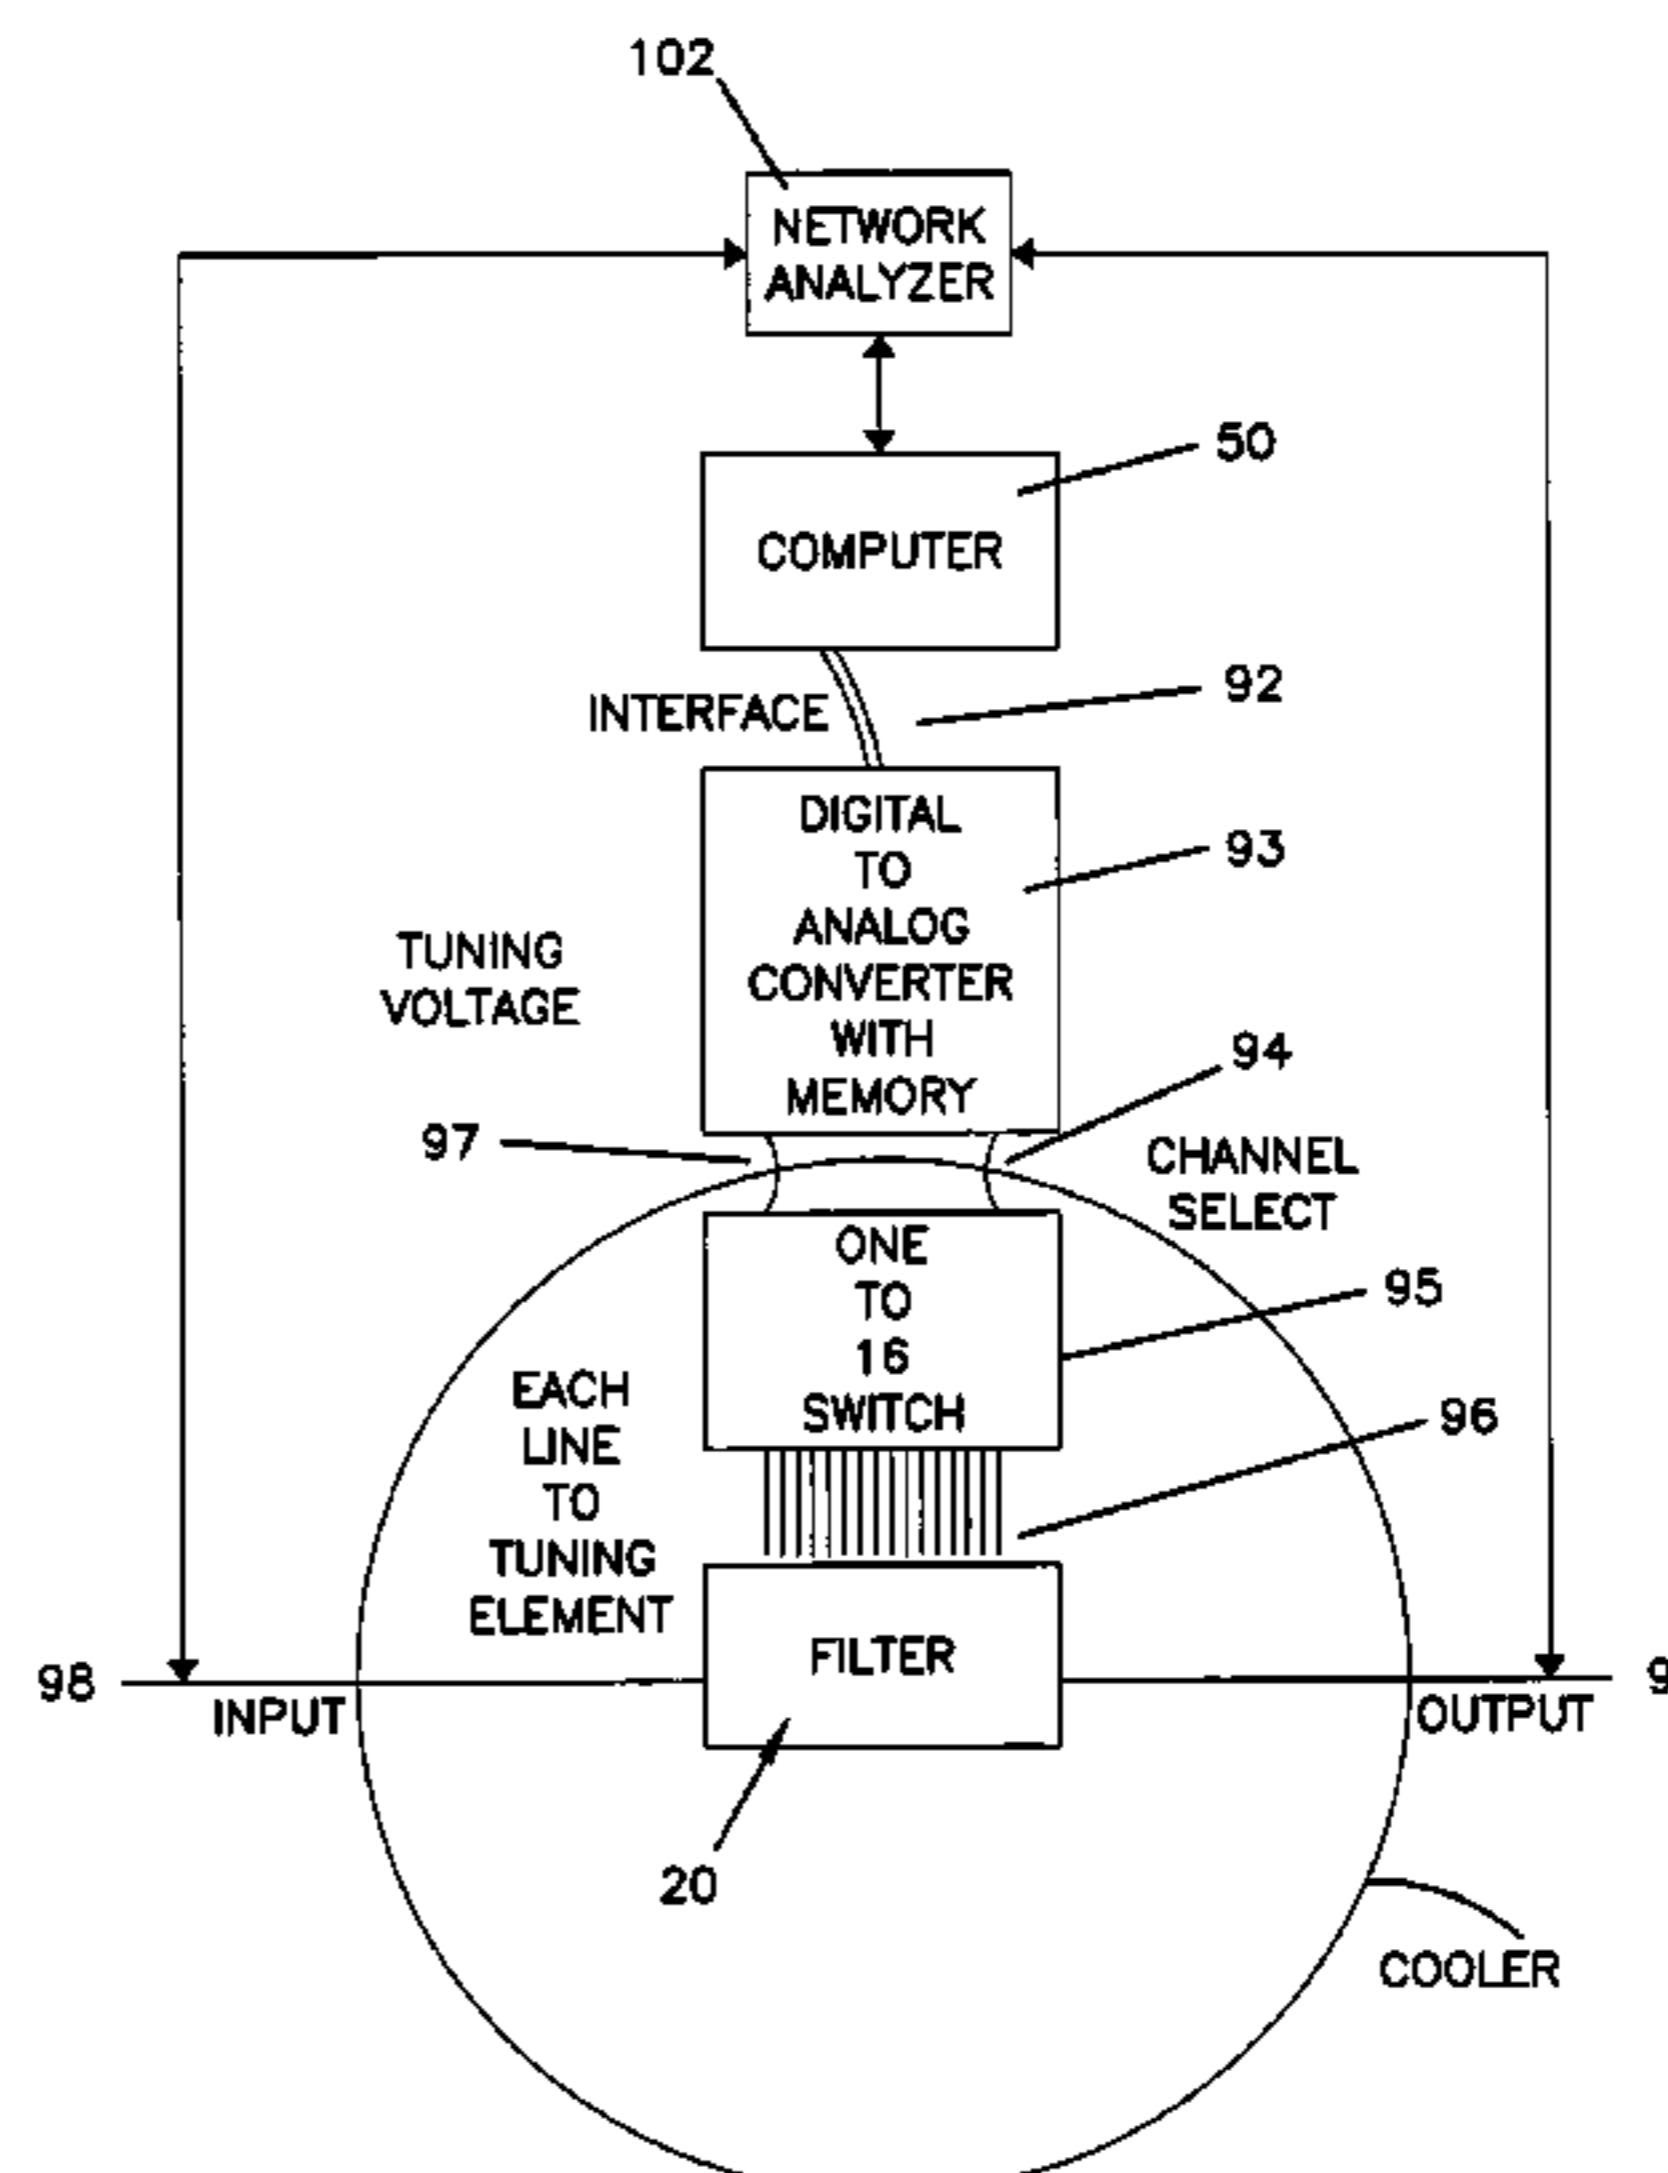 102
NETWORK
ANALYZER
50
COMPUTER
INTERFACE
92
DIGITAL
TO
ANALOG
CONVERTER
WITH
MEMORY
93
TUNING
VOLTAGE
94
97
CHANNEL
SELECT
ONE
TO
16
SWITCH
95
96
EACH
LINE
TO
TUNING
ELEMENT
FILTER
98
INPUT
OUTPUT
20
COOLER